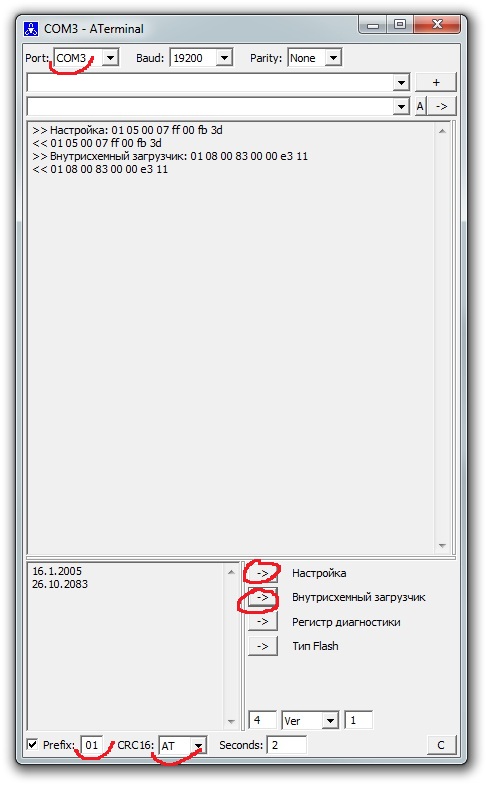 COM3 - ATerminal
Port: COM3 Baud: 19200 Parity: None
+
A ->
>> Настройка: 01 05 00 07 ff 00 fb 3d
<< 01 05 00 07 ff 00 fb 3d
>> Внутрисхемный загрузчик: 01 08 00 83 00 00 e3 11
<< 01 08 00 83 00 00 e3 11
16.1.2005
26.10.2083
-> Настройка
-> Внутрисхемный загрузчик
-> Регистр диагностики
-> Тип Flash
4 Ver 1
Prefix: 01 CRC16: AT Seconds: 2 C